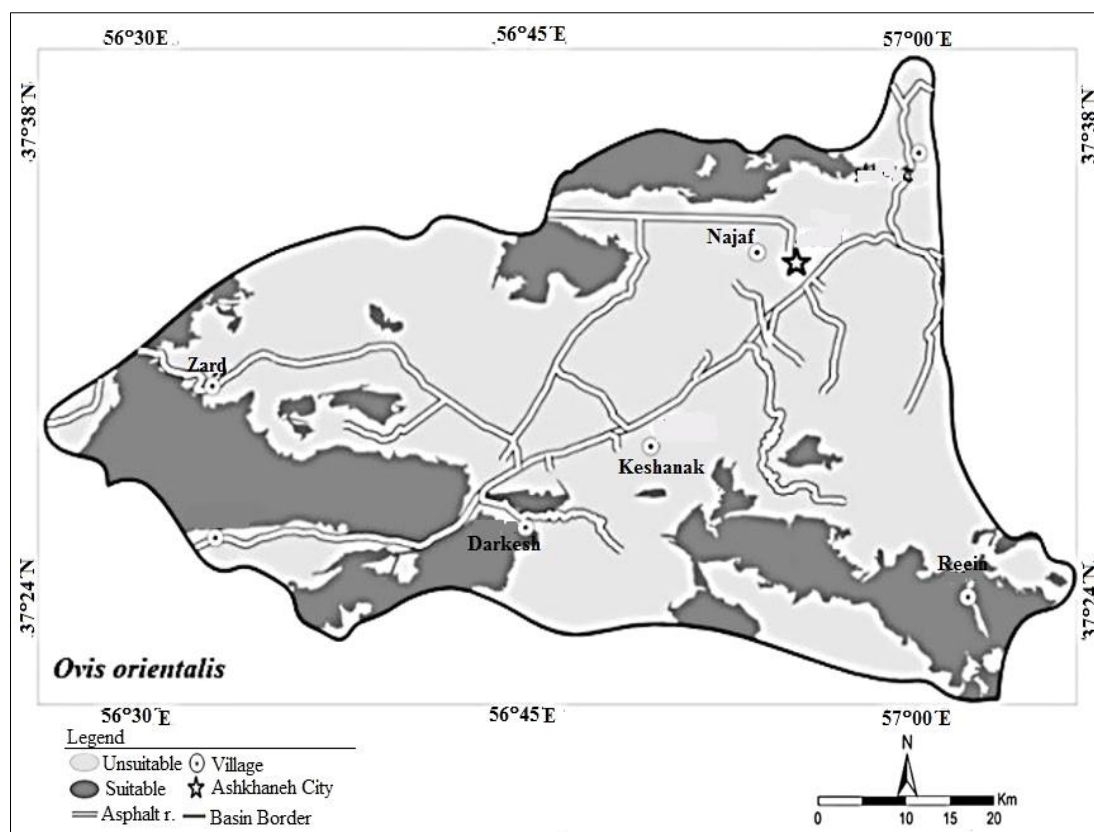 56°30´E 56°45´E 57°00´E
37°38´N 37°38´N
Najaf
Zard
Keshanak
Darkesh
Reein
37°24´N 37°24´N
Ovis orientalis
56°30´E 56°45´E 57°00´E
Legend
Unsuitable Village
Suitable Ashkhaneh City
Asphalt r. Basin Border
N
Km
0 5 10 15 20